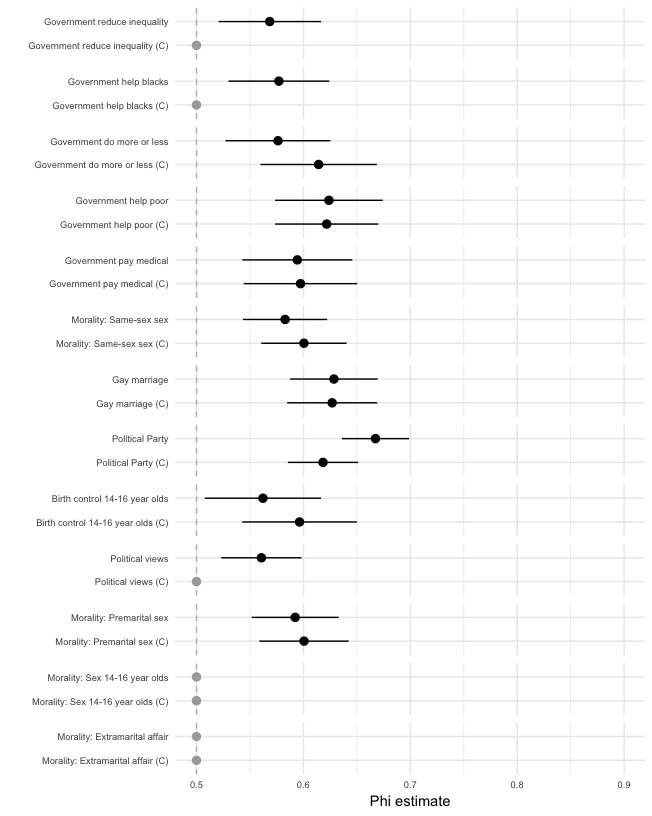 Government reduce inequality
Government reduce inequality (C)
Government help blacks
Government help blacks (C)
Government do more or less
Government do more or less (C)
Government help poor
Government help poor (C)
Government pay medical
Government pay medical (C)
Morality: Same-sex sex
Morality: Same-sex sex (C)
Gay marriage
Gay marriage (C)
Political Party
Political Party (C)
Birth control 14-16 year olds
Birth control 14-16 year olds (C)
Political views
Political views (C)
Morality: Premarital sex
Morality: Premarital sex (C)
Morality: Sex 14-16 year olds
Morality: Sex 14-16 year olds (C)
Morality: Extramarital affair
Morality: Extramarital affair (C)
0.5 0.6 0.7 0.8 0.9
Phi estimate